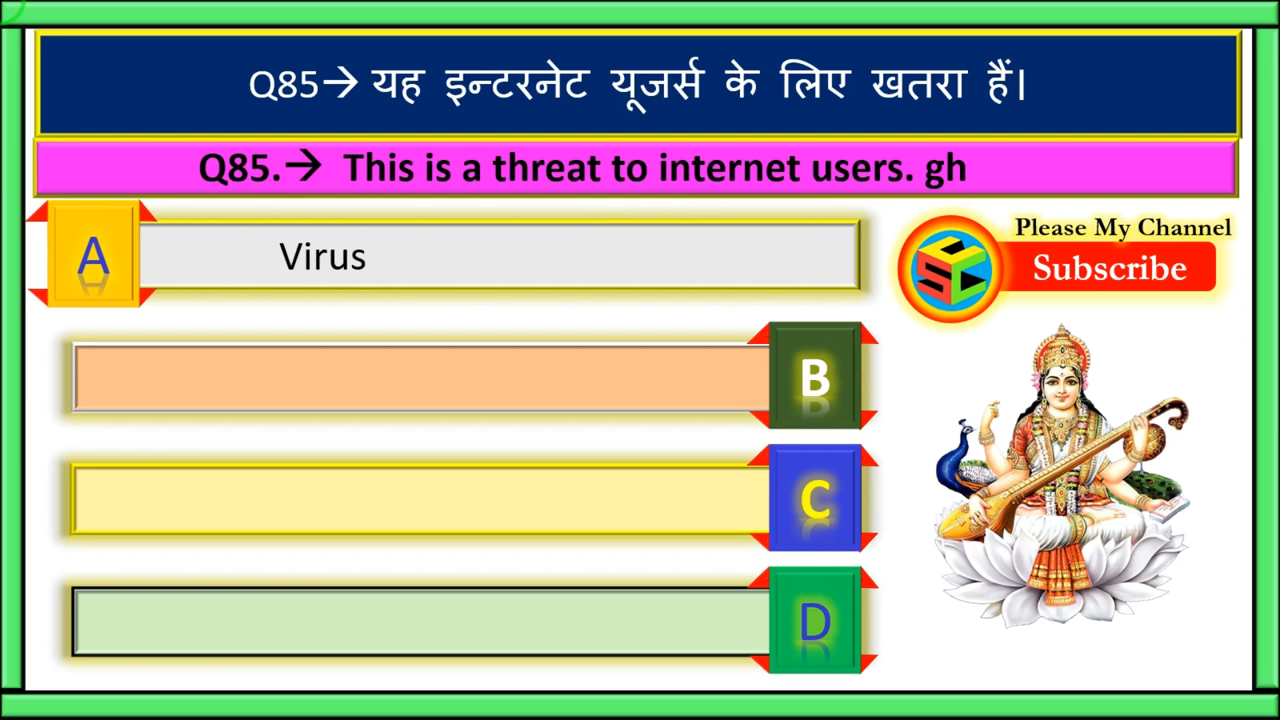 Q85→ यह इन्टरनेट यूजर्स के लिए खतरा हैं।
Q85.→ This is a threat to internet users. gh
A Virus
Please My Channel
SSC Subscribe
B
C
D